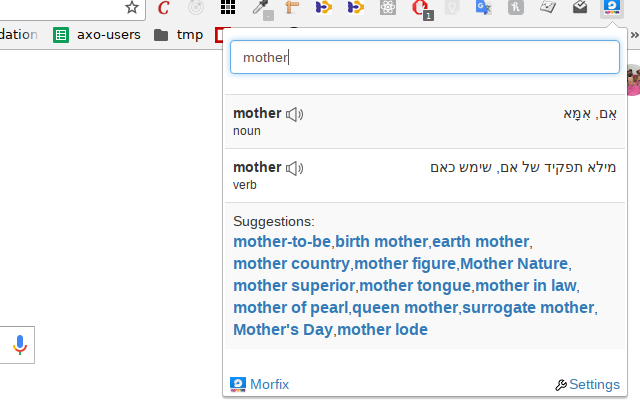 dation
axo-users
tmp
1
»
mother
mother
אֵם, אִמָּא
noun
mother
מילא תפקיד של אם, שימש כאם
verb
Suggestions:
mother-to-be,birth mother,earth mother,
mother country,mother figure,Mother Nature,
mother superior,mother tongue,mother in law,
mother of pearl,queen mother,surrogate mother,
Mother's Day,mother lode
Morfix
Settings